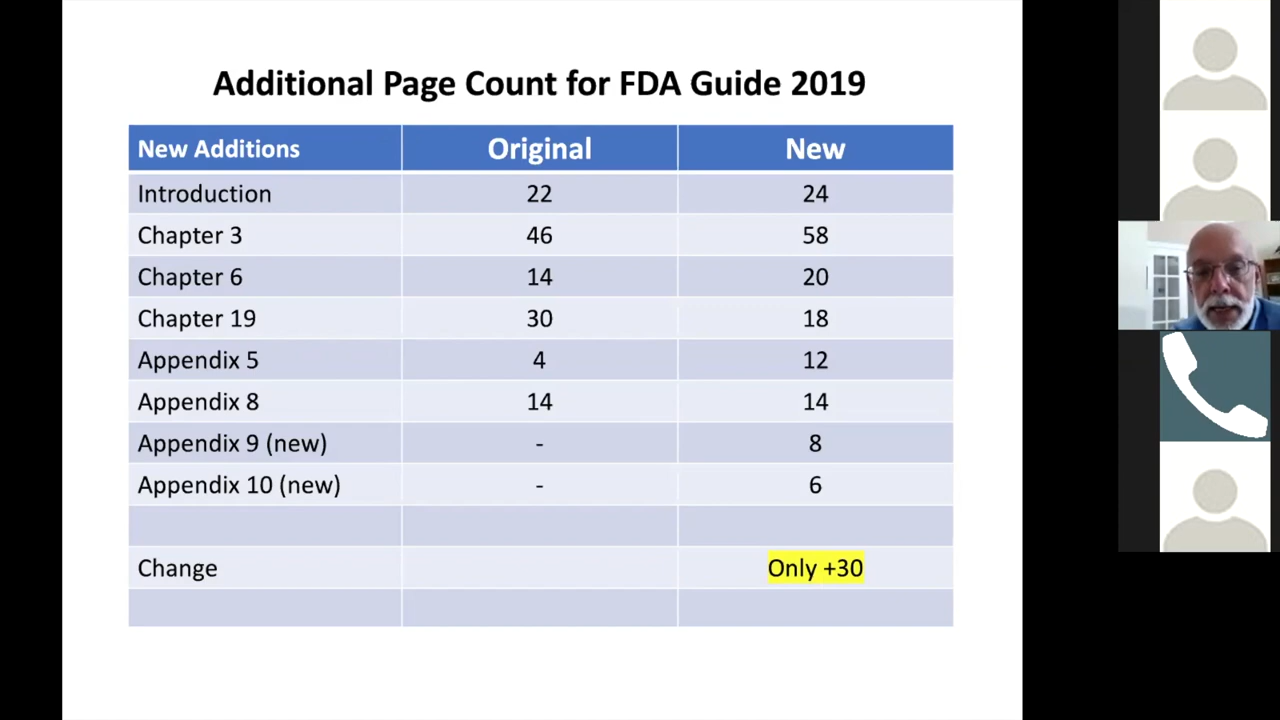 Additional Page Count for FDA Guide 2019
New Additions Original New
Introduction 22 24
Chapter 3 46 58
Chapter 6 14 20
Chapter 19 30 18
Appendix 5 4 12
Appendix 8 14 14
Appendix 9 (new) - 8
Appendix 10 (new) - 6
Change Only +30